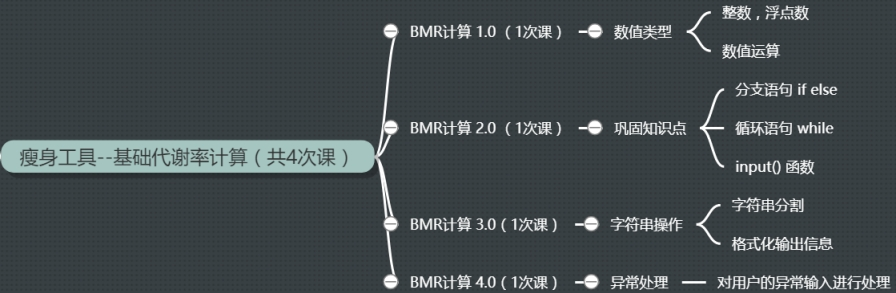 瘦身工具--基础代谢率计算（共4次课）
BMR计算 1.0 （1次课）
数值类型
整数，浮点数
数值运算
BMR计算 2.0 （1次课）
巩固知识点
分支语句 if else
循环语句 while
input() 函数
BMR计算 3.0（1次课）
字符串操作
字符串分割
格式化输出信息
BMR计算 4.0（1次课）
异常处理
对用户的异常输入进行处理